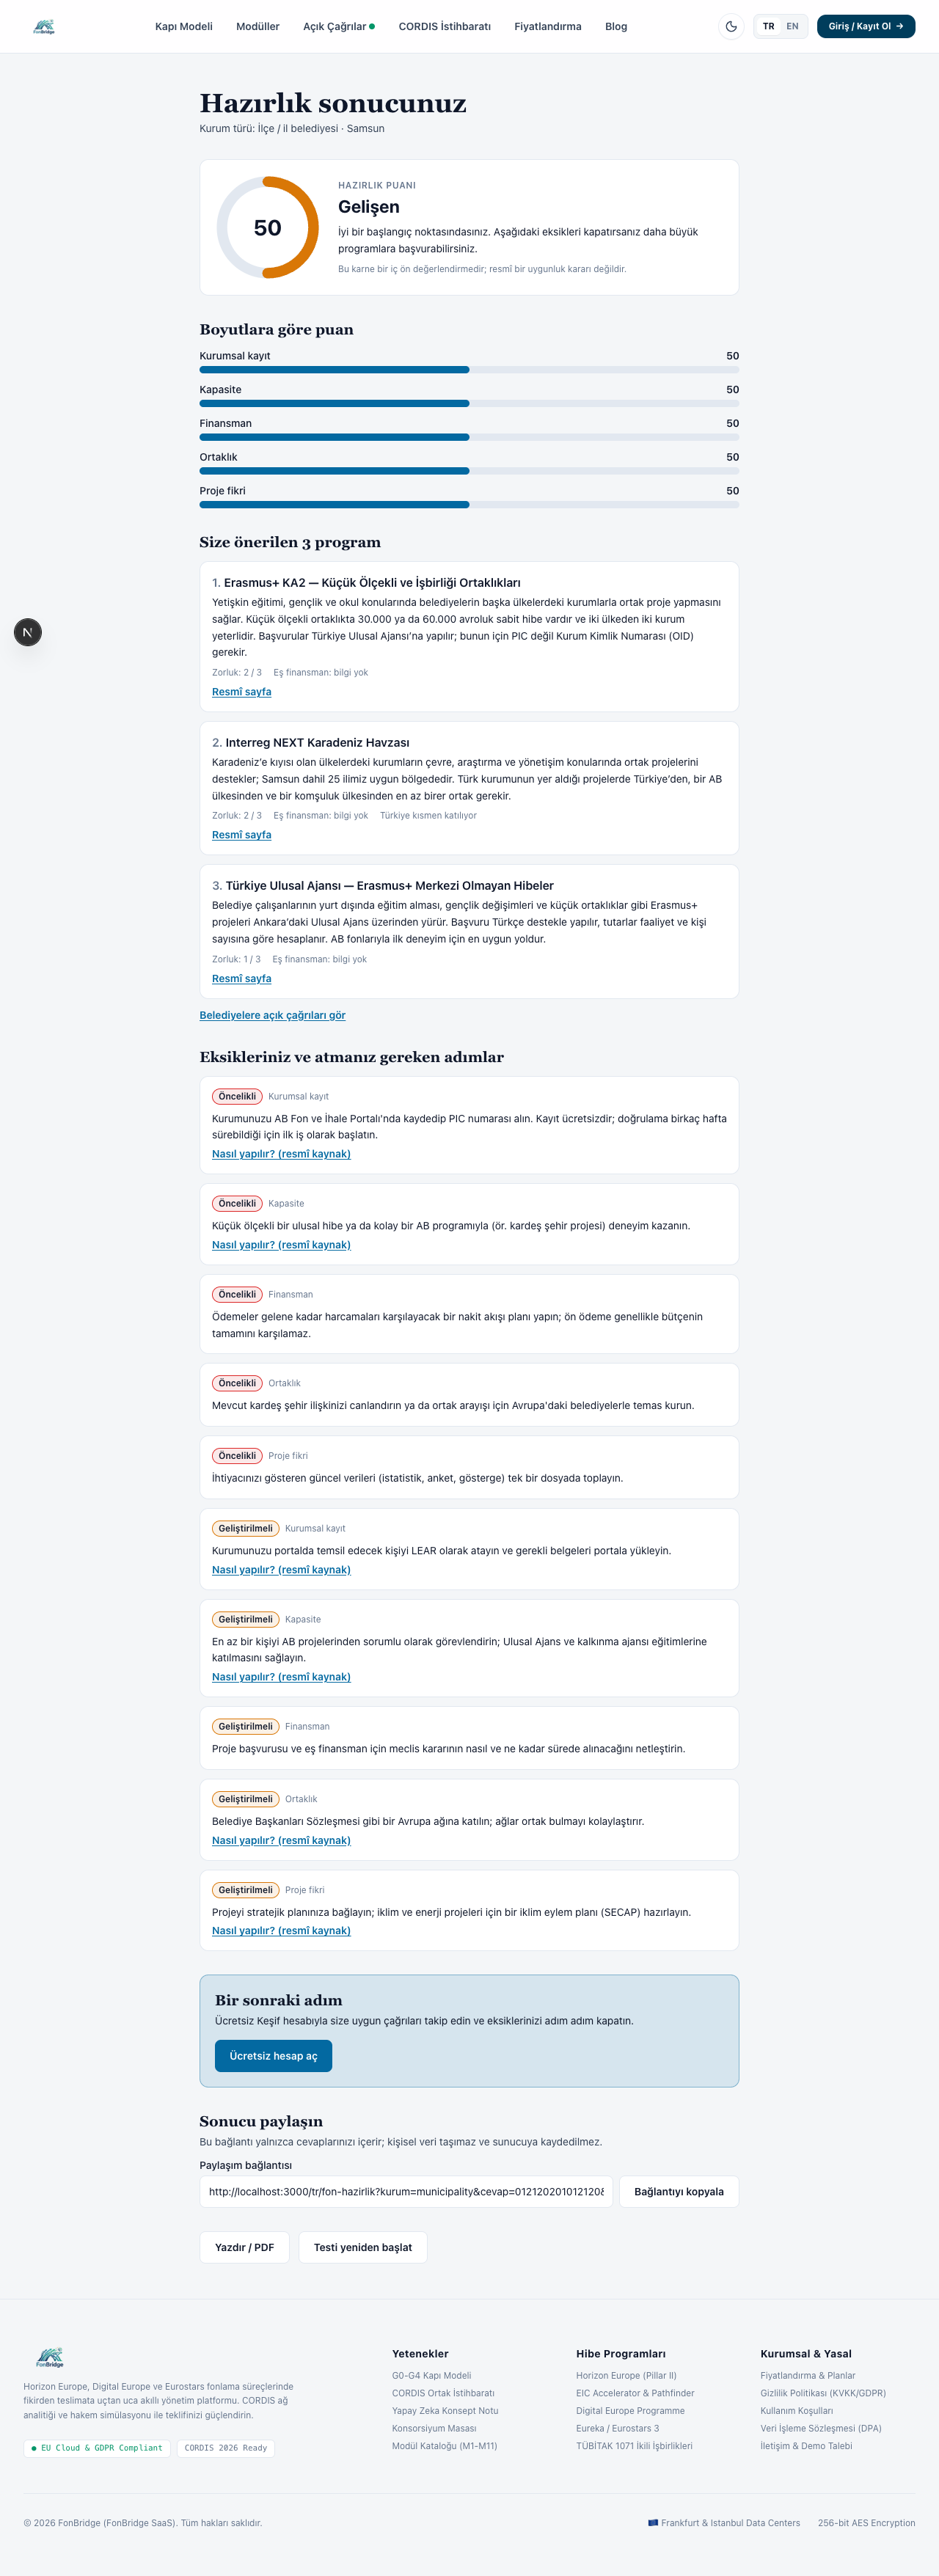 FonBridge
Kapı Modeli
Modüller
Açık Çağrılar
CORDIS İstihbaratı
Fiyatlandırma
Blog
TR
EN
Giriş / Kayıt Ol →
Hazırlık sonucunuz
Kurum türü: İlçe / il belediyesi · Samsun
50
HAZIRLIK PUANI
Gelişen
İyi bir başlangıç noktasındasınız. Aşağıdaki eksikleri kapatırsanız daha büyük
programlara başvurabilirsiniz.
Bu karne bir iç ön değerlendirmedir; resmî bir uygunluk kararı değildir.
Boyutlara göre puan
Kurumsal kayıt 50
Kapasite 50
Finansman 50
Ortaklık 50
Proje fikri 50
Size önerilen 3 program
1. Erasmus+ KA2 — Küçük Ölçekli ve İşbirliği Ortaklıkları
Yetişkin eğitimi, gençlik ve okul konularında belediyelerin başka ülkelerdeki kurumlarla ortak proje yapmasını
sağlar. Küçük ölçekli ortaklıkta 30.000 ya da 60.000 avroluk sabit hibe vardır ve iki ülkeden iki kurum
yeterlidir. Başvurular Türkiye Ulusal Ajansı'na yapılır; bunun için PIC değil Kurum Kimlik Numarası (OID)
gerekir.
Zorluk: 2 / 3 Eş finansman: bilgi yok
Resmî sayfa
2. Interreg NEXT Karadeniz Havzası
Karadeniz'e kıyısı olan ülkelerdeki kurumların çevre, araştırma ve yönetişim konularında ortak projelerini
destekler; Samsun dahil 25 ilimiz uygun bölgededir. Türk kurumunun yer aldığı projelerde Türkiye'den, bir AB
ülkesinden ve bir komşuluk ülkesinden en az birer ortak gerekir.
Zorluk: 2 / 3 Eş finansman: bilgi yok Türkiye kısmen katılıyor
Resmî sayfa
3. Türkiye Ulusal Ajansı — Erasmus+ Merkezi Olmayan Hibeler
Belediye çalışanlarının yurt dışında eğitim alması, gençlik değişimleri ve küçük ortaklıklar gibi Erasmus+
projeleri Ankara'daki Ulusal Ajans üzerinden yürür. Başvuru Türkçe destekle yapılır, tutarlar faaliyet ve kişi
sayısına göre hesaplanır. AB fonlarıyla ilk deneyim için en uygun yoldur.
Zorluk: 1 / 3 Eş finansman: bilgi yok
Resmî sayfa
Belediyelere açık çağrıları gör
Eksikleriniz ve atmanız gereken adımlar
Öncelikli Kurumsal kayıt
Kurumunuzu AB Fon ve İhale Portalı'nda kaydedip PIC numarası alın. Kayıt ücretsizdir; doğrulama birkaç hafta
sürebildiği için ilk iş olarak başlatın.
Nasıl yapılır? (resmî kaynak)
Öncelikli Kapasite
Küçük ölçekli bir ulusal hibe ya da kolay bir AB programıyla (ör. kardeş şehir projesi) deneyim kazanın.
Nasıl yapılır? (resmî kaynak)
Öncelikli Finansman
Ödemeler gelene kadar harcamaları karşılayacak bir nakit akışı planı yapın; ön ödeme genellikle bütçenin
tamamını karşılamaz.
Öncelikli Ortaklık
Mevcut kardeş şehir ilişkinizi canlandırın ya da ortak arayışı için Avrupa'daki belediyelerle temas kurun.
Öncelikli Proje fikri
İhtiyacınızı gösteren güncel verileri (istatistik, anket, gösterge) tek bir dosyada toplayın.
Geliştirilmeli Kurumsal kayıt
Kurumunuzu portalda temsil edecek kişiyi LEAR olarak atayın ve gerekli belgeleri portala yükleyin.
Nasıl yapılır? (resmî kaynak)
Geliştirilmeli Kapasite
En az bir kişiyi AB projelerinden sorumlu olarak görevlendirin; Ulusal Ajans ve kalkınma ajansı eğitimlerine
katılmasını sağlayın.
Nasıl yapılır? (resmî kaynak)
Geliştirilmeli Finansman
Proje başvurusu ve eş finansman için meclis kararının nasıl ve ne kadar sürede alınacağını netleştirin.
Geliştirilmeli Ortaklık
Belediye Başkanları Sözleşmesi gibi bir Avrupa ağına katılın; ağlar ortak bulmayı kolaylaştırır.
Nasıl yapılır? (resmî kaynak)
Geliştirilmeli Proje fikri
Projeyi stratejik planınıza bağlayın; iklim ve enerji projeleri için bir iklim eylem planı (SECAP) hazırlayın.
Nasıl yapılır? (resmî kaynak)
Bir sonraki adım
Ücretsiz Keşif hesabıyla size uygun çağrıları takip edin ve eksiklerinizi adım adım kapatın.
Ücretsiz hesap aç
Sonucu paylaşın
Bu bağlantı yalnızca cevaplarınızı içerir; kişisel veri taşımaz ve sunucuya kaydedilmez.
Paylaşım bağlantısı
http://localhost:3000/tr/fon-hazirlik?kurum=municipality&cevap=012120201012120&
Bağlantıyı kopyala
Yazdır / PDF
Testi yeniden başlat
FonBridge
Horizon Europe, Digital Europe ve Eurostars fonlama süreçlerinde
fikirden teslimata uçtan uca akıllı yönetim platformu. CORDIS ağ
analitiği ve hakem simülasyonu ile teklifinizi güçlendirin.
EU Cloud & GDPR Compliant
CORDIS 2026 Ready
Yetenekler
G0-G4 Kapı Modeli
CORDIS Ortak İstihbaratı
Yapay Zeka Konsept Notu
Konsorsiyum Masası
Modül Kataloğu (M1-M11)
Hibe Programları
Horizon Europe (Pillar II)
EIC Accelerator & Pathfinder
Digital Europe Programme
Eureka / Eurostars 3
TÜBİTAK 1071 İkili İşbirlikleri
Kurumsal & Yasal
Fiyatlandırma & Planlar
Gizlilik Politikası (KVKK/GDPR)
Kullanım Koşulları
Veri İşleme Sözleşmesi (DPA)
İletişim & Demo Talebi
© 2026 FonBridge (FonBridge SaaS). Tüm hakları saklıdır.
Frankfurt & Istanbul Data Centers
256-bit AES Encryption